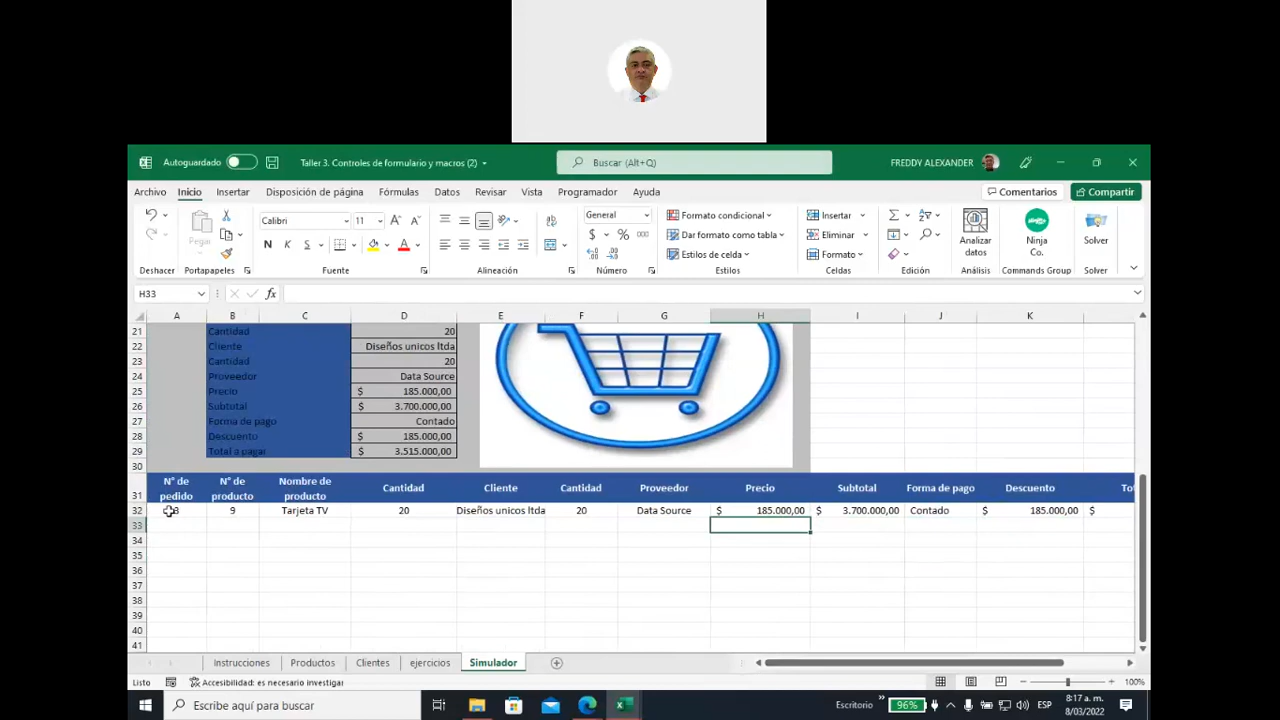 Autoguardado
Taller 3. Controles de formulario y macros (2)
Buscar (Alt+Q)
FREDDY ALEXANDER
Archivo Inicio Insertar Disposición de página Fórmulas Datos Revisar Vista Programador Ayuda
Comentarios Compartir
Pegar
Calibri 11
N K S
General
$ % 000
Formato condicional
Dar formato como tabla
Estilos de celda
Insertar
Eliminar
Formato
Analizar
datos
Ninja
Co.
Solver
Deshacer Portapapeles Fuente Alineación Número Estilos Celdas Edición Análisis Commands Group Solver
H33 fx
A B C D E F G H I J K
21 Cantidad 20
22 Cliente Diseños unicos ltda
23 Cantidad 20
24 Proveedor Data Source
25 Precio $ 185.000,00
26 Subtotal $ 3.700.000,00
27 Forma de pago Contado
28 Descuento $ 185.000,00
29 Total a pagar $ 3.515.000,00
30
31 N° de pedido N° de producto Nombre de producto Cantidad Cliente Cantidad Proveedor Precio Subtotal Forma de pago Descuento
32 9 Tarjeta TV 20 Diseños unicos ltda 20 Data Source $ 185.000,00 $ 3.700.000,00 Contado $ 185.000,00 $
33
34
35
36
37
38
39
40
41
Instrucciones Productos Clientes ejercicios Simulador
Listo Accesibilidad: es necesario investigar 100%
Escribe aquí para buscar
Escritorio 96% ESP
8:17 a. m.
8/03/2022